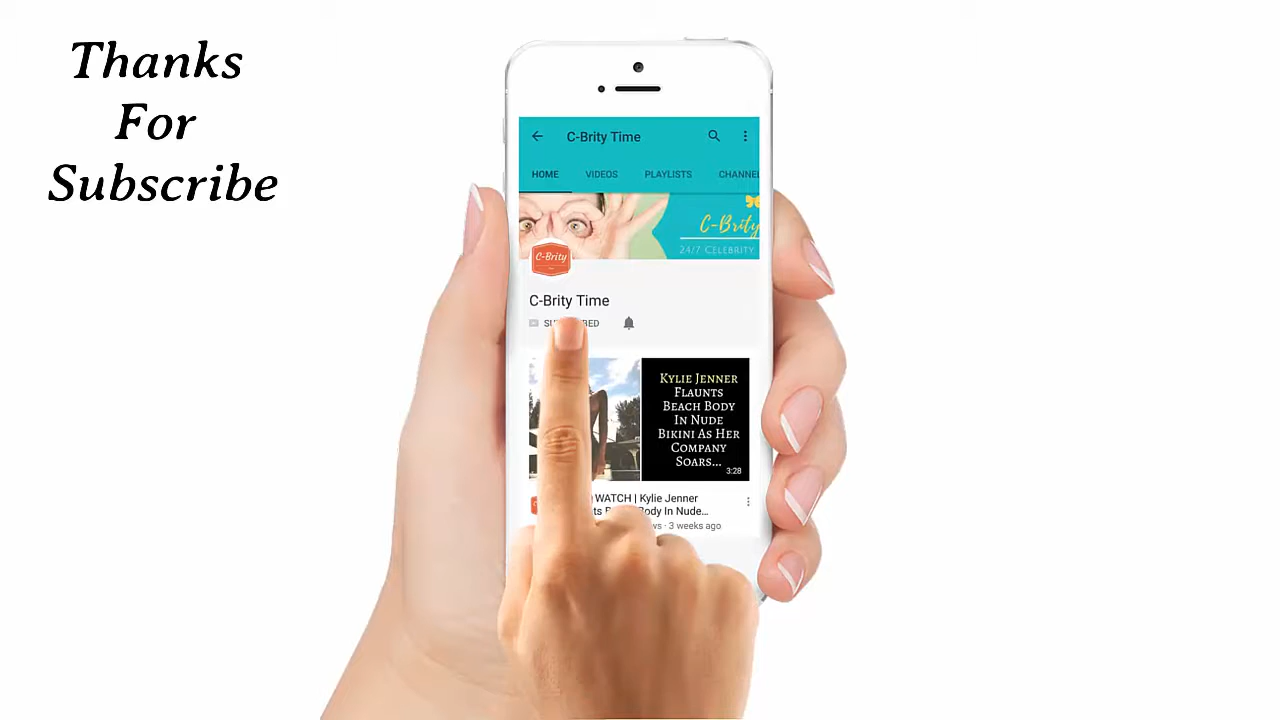 Thanks
For
Subscribe
C-Brity Time
HOME VIDEOS PLAYLISTS CHANNEL
C-Brity
24/7 CELEBRITY
C-Brity
C-Brity Time
KYLIE JENNER
FLAUNTS
BEACH BODY
IN NUDE
BIKINI AS HER
COMPANY
SOARS...
3:28
WATCH | Kylie Jenner
Body In Nude...
3 weeks ago